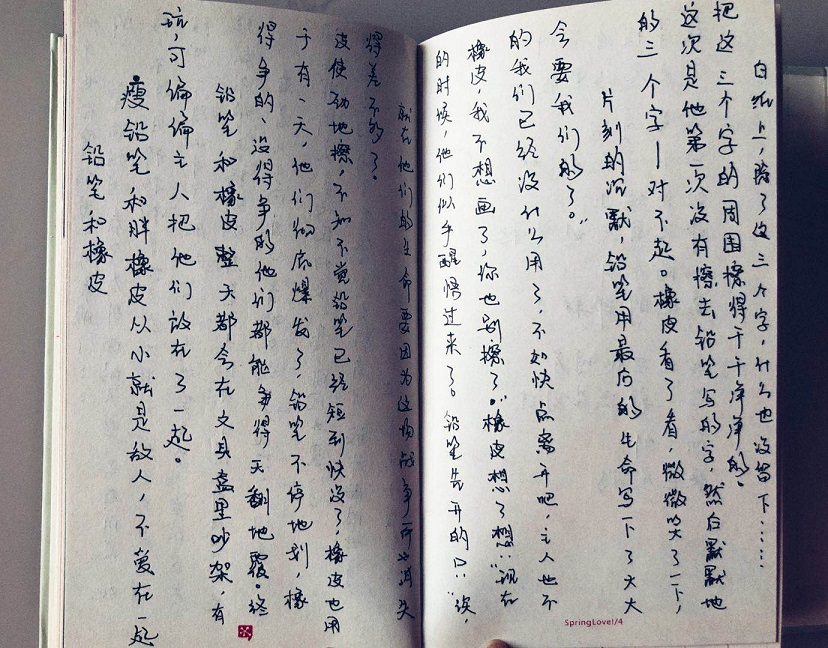 铅笔和橡皮
瘦铅笔和胖橡皮从小就是敌人，不爱在一起
玩，可偏偏主人把他们放在了一起。
铅笔和橡皮整天都会在文具盒里吵架，有
得争的、没得争的他们都能争得天翻地覆。终
于有一天，他们彻底爆发了，铅笔不停地划，橡
皮使劲地擦，不知不觉铅笔已经短到快没了，橡皮也用
得差不多了。
就在他们的生命要因为这场战争而消失
的时候，他们似乎醒悟过来了。铅笔先开的口：“唉，
橡皮，我不想画了，你也别擦了。”橡皮想了想：“现在
的我们已经没什么用了，不如快点离开吧，主人也不
会要我们的了。”
片刻的沉默，铅笔用最后的生命写下了大大
的三个字—对不起。橡皮看了看，微微笑了一下，
这次是他第一次没有擦去铅笔写的字，然后默默地
把这三个字的周围擦得干干净净的。
白纸上，除了这三个字，什么也没留下……
SpringLove!/4